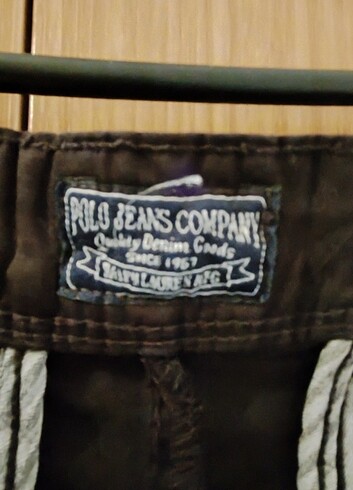 POLO JEANS COMPANY
Quality Denim Goods
SINCE 1967
RALPH LAUREN MFG